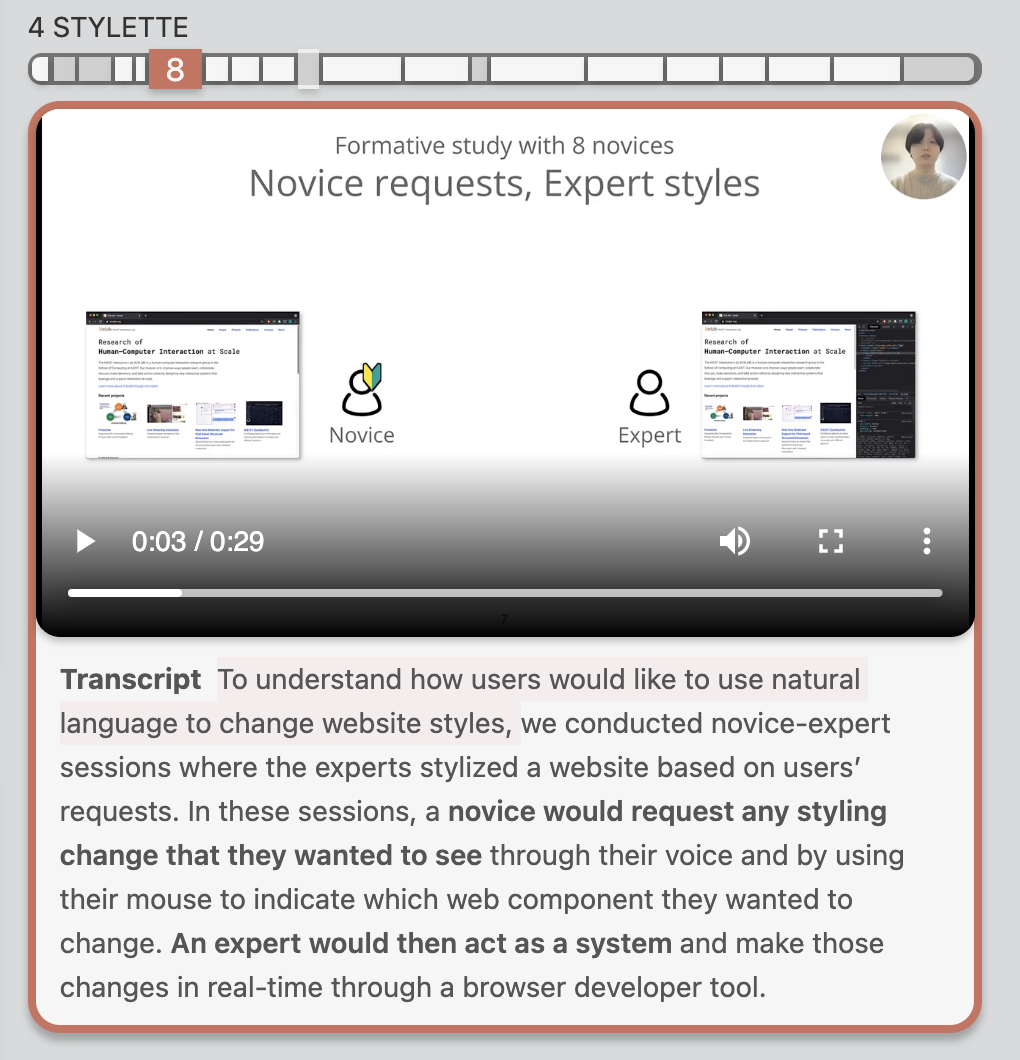 4 STYLETTE
8
Formative study with 8 novices
Novice requests, Expert styles
Research of
Human-Computer Interaction at Scale
Recent projects
Novice
Expert
Research of
Human-Computer Interaction at Scale
Recent projects
0:03 / 0:29
7
Transcript To understand how users would like to use natural
language to change website styles, we conducted novice-expert
sessions where the experts stylized a website based on users’
requests. In these sessions, a novice would request any styling
change that they wanted to see through their voice and by using
their mouse to indicate which web component they wanted to
change. An expert would then act as a system and make those
changes in real-time through a browser developer tool.